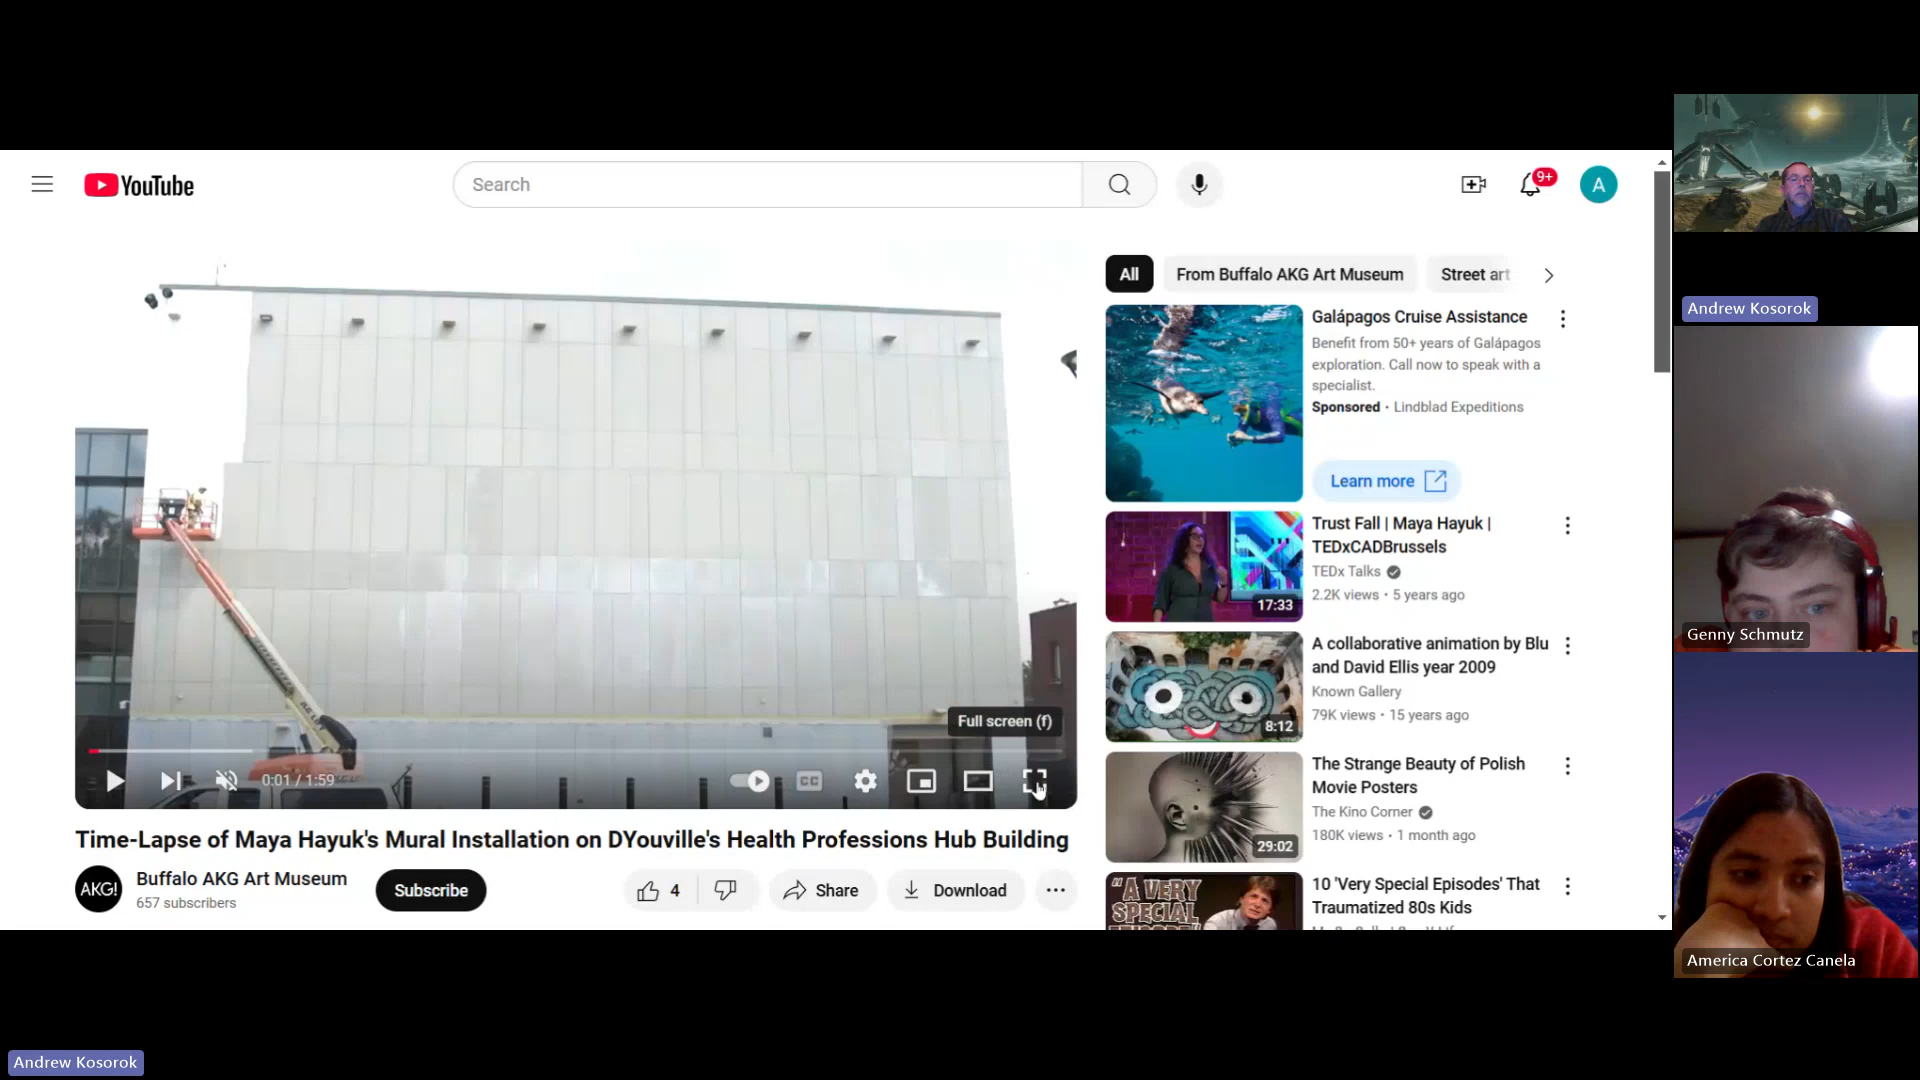 YouTube
Search
9+
A
All
From Buffalo AKG Art Museum
Street art
Galápagos Cruise Assistance
Benefit from 50+ years of Galápagos
exploration. Call now to speak with a
specialist.
Sponsored · Lindblad Expeditions
Learn more
Trust Fall | Maya Hayuk |
TEDxCADBrussels
TEDx Talks
2.2K views • 5 years ago
17:33
A collaborative animation by Blu
and David Ellis year 2009
Known Gallery
79K views • 15 years ago
8:12
The Strange Beauty of Polish
Movie Posters
The Kino Corner
180K views • 1 month ago
29:02
10 'Very Special Episodes' That
Traumatized 80s Kids
"A VERY
SPECIAL
Full screen (f)
0:01 / 1:59
CC
Time-Lapse of Maya Hayuk's Mural Installation on DYouville's Health Professions Hub Building
AKG!
Buffalo AKG Art Museum
657 subscribers
Subscribe
4
Share
Download
Andrew Kosorok
Genny Schmutz
America Cortez Canela
Andrew Kosorok